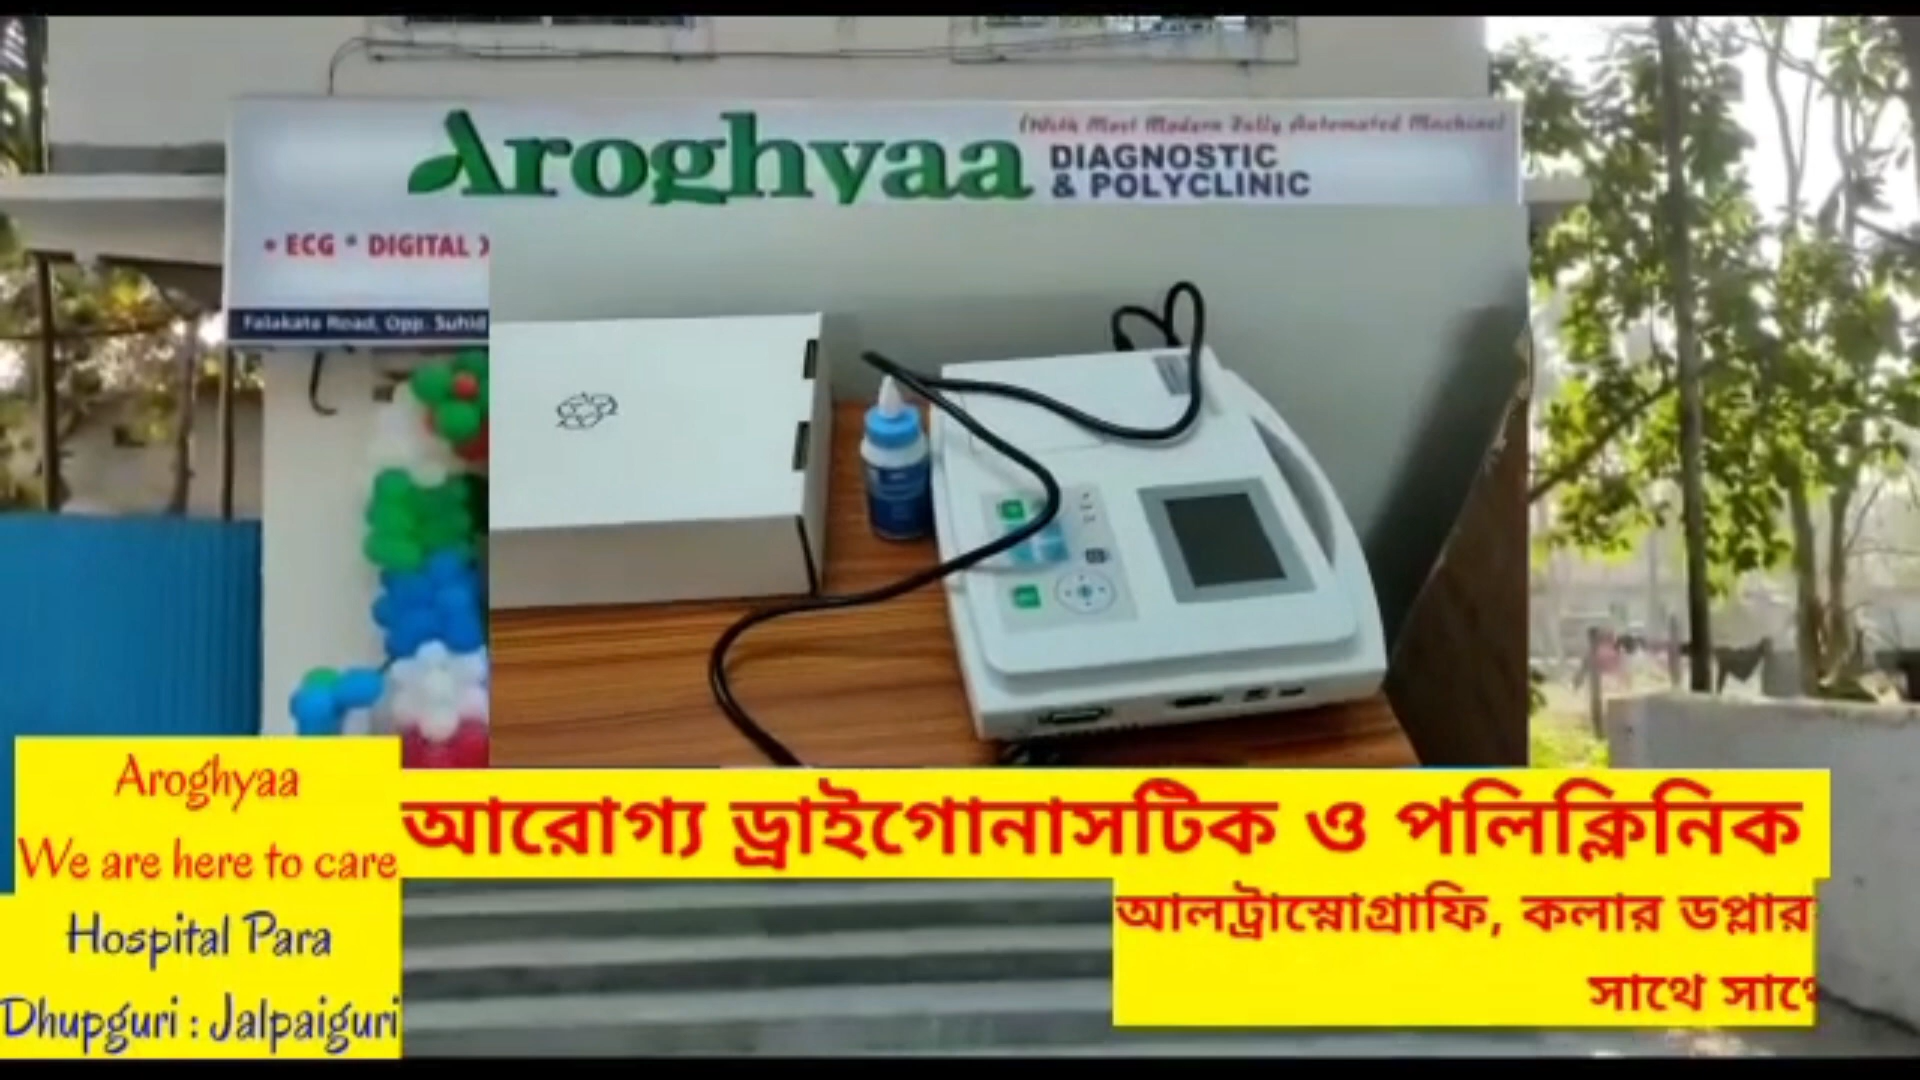 Aroghyaa
(With Most Modern Fully Automated Machine)
DIAGNOSTIC
& POLYCLINIC
• ECG * DIGITAL X
Falakata Road, Opp. Suhid
Aroghyaa
We are here to care
Hospital Para
Dhupguri : Jalpaiguri
আরোগ্য ড্রাইগোনাসটিক ও পলিক্লিনিক
আলট্রাস্নোগ্রাফি, কলার ডপ্লার
সাথে সাথে